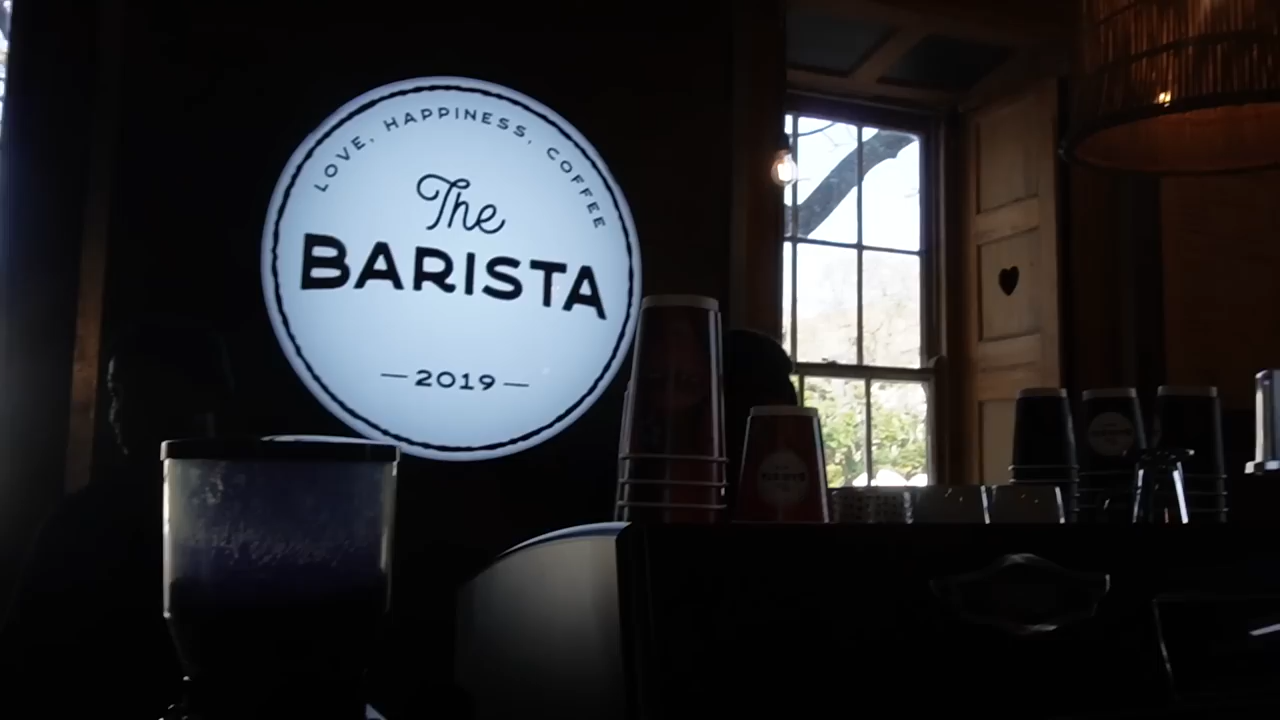 LOVE, HAPPINESS, COFFEE
The
BARISTA
—2019—